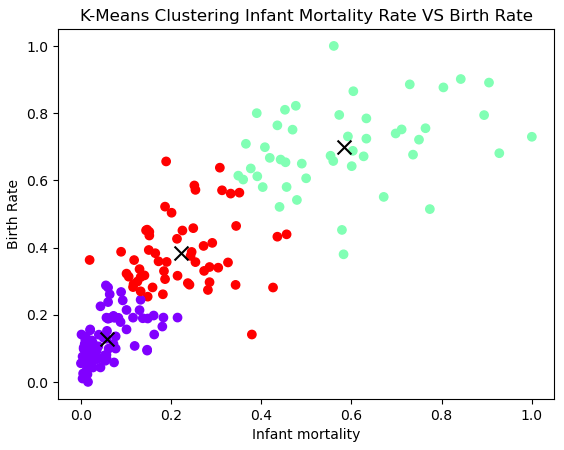 K-Means Clustering Infant Mortality Rate VS Birth Rate
1.0
0.8
0.6
0.4
0.2
0.0
Birth Rate
0.0 0.2 0.4 0.6 0.8 1.0
Infant mortality